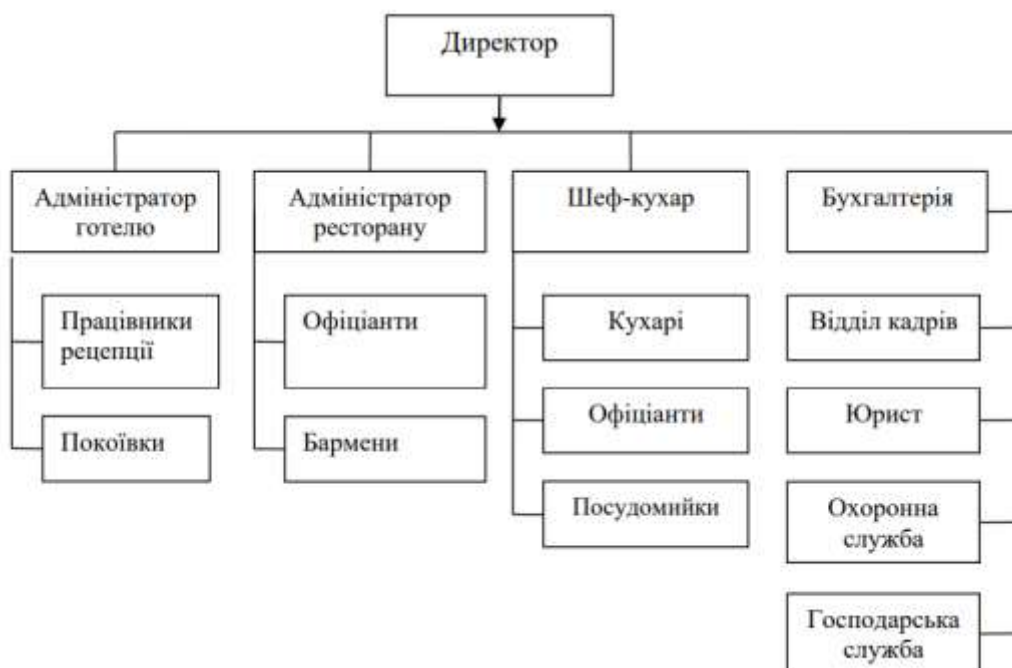 Директор
Адміністратор
готелю
Адміністратор
ресторану
Шеф-кухар
Бухгалтерія
Працівники
рецепції
Офіціанти
Кухарі
Відділ кадрів
Покоївки
Бармени
Офіціанти
Юрист
Посудомийки
Охоронна
служба
Господарська
служба